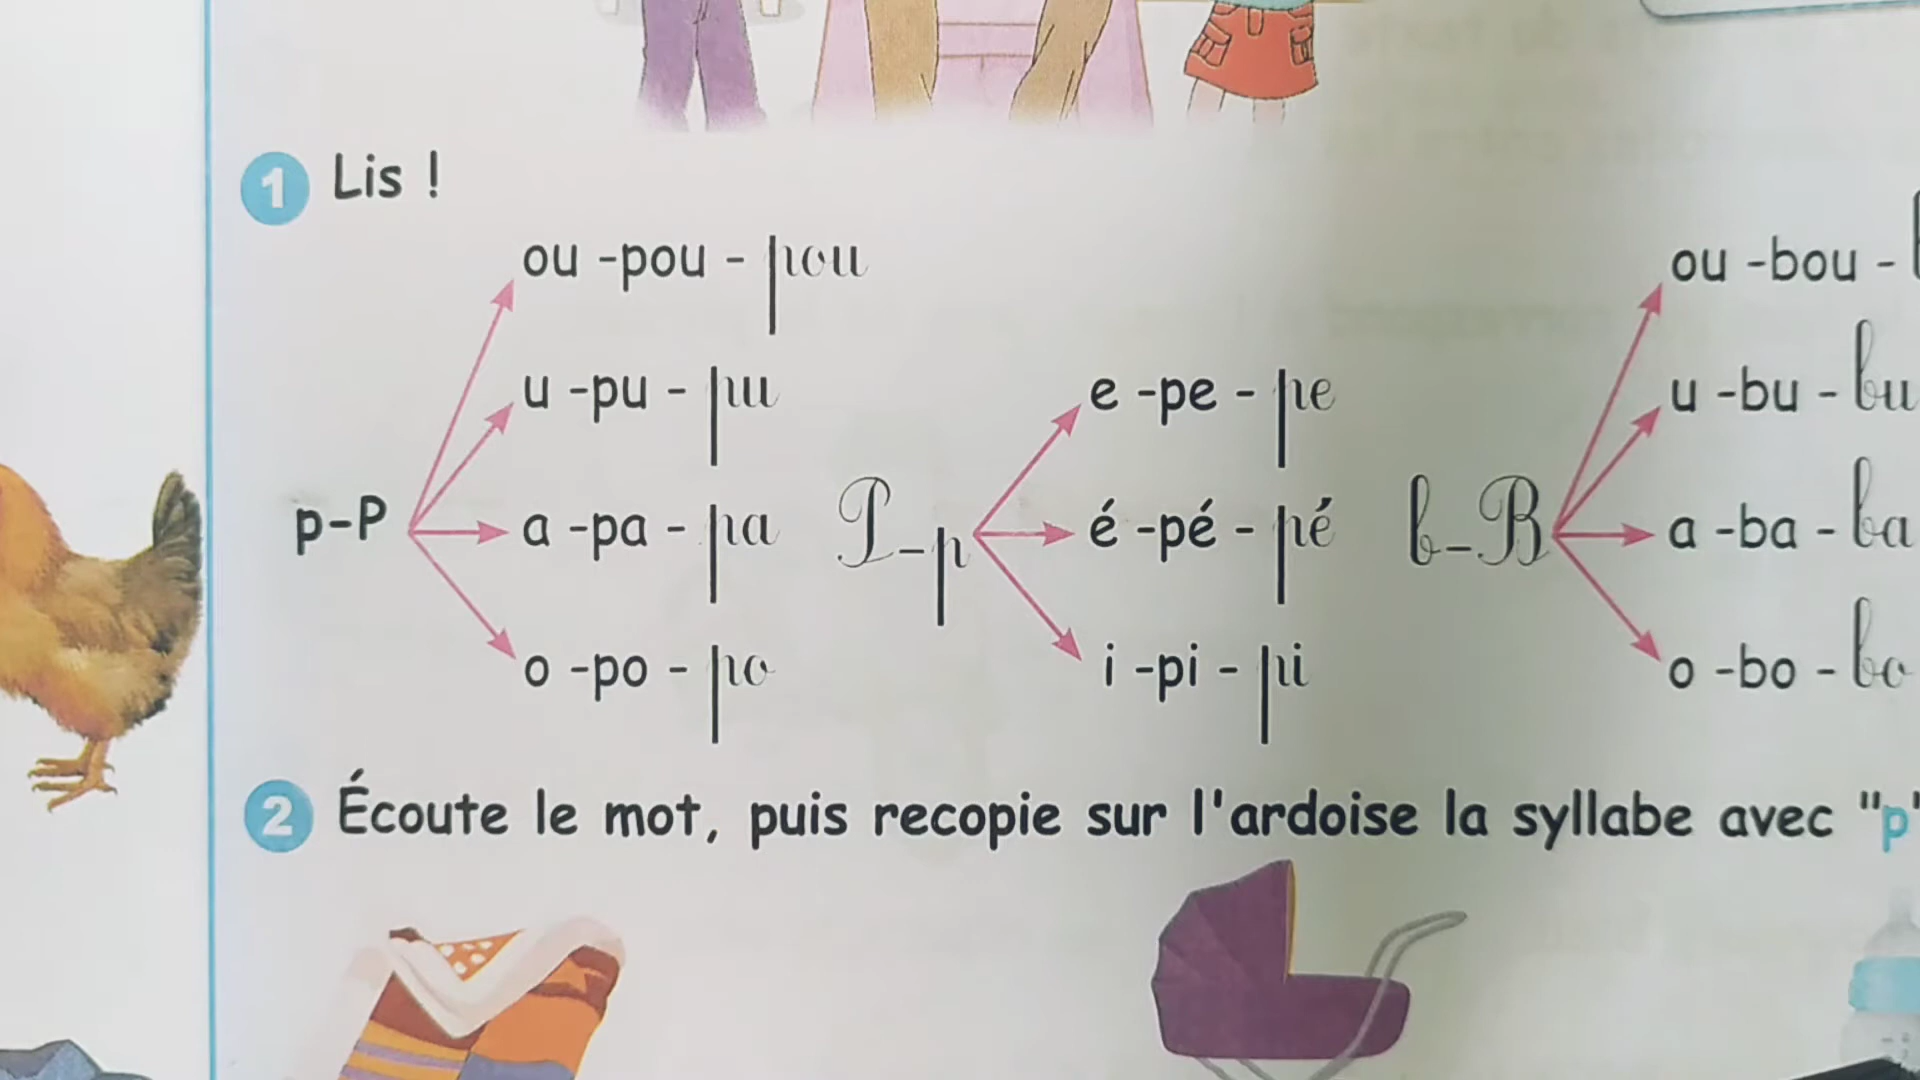 1 Lis !
ou -pou - pou
u -pu - pu
p-P a -pa - pa
o -po - po
e -pe - pe
P-p é -pé - pé
i -pi - pi
ou -bou -
u -bu - bu
b-B a -ba - ba
o -bo - bo
2 Écoute le mot, puis recopie sur l'ardoise la syllabe avec "p"